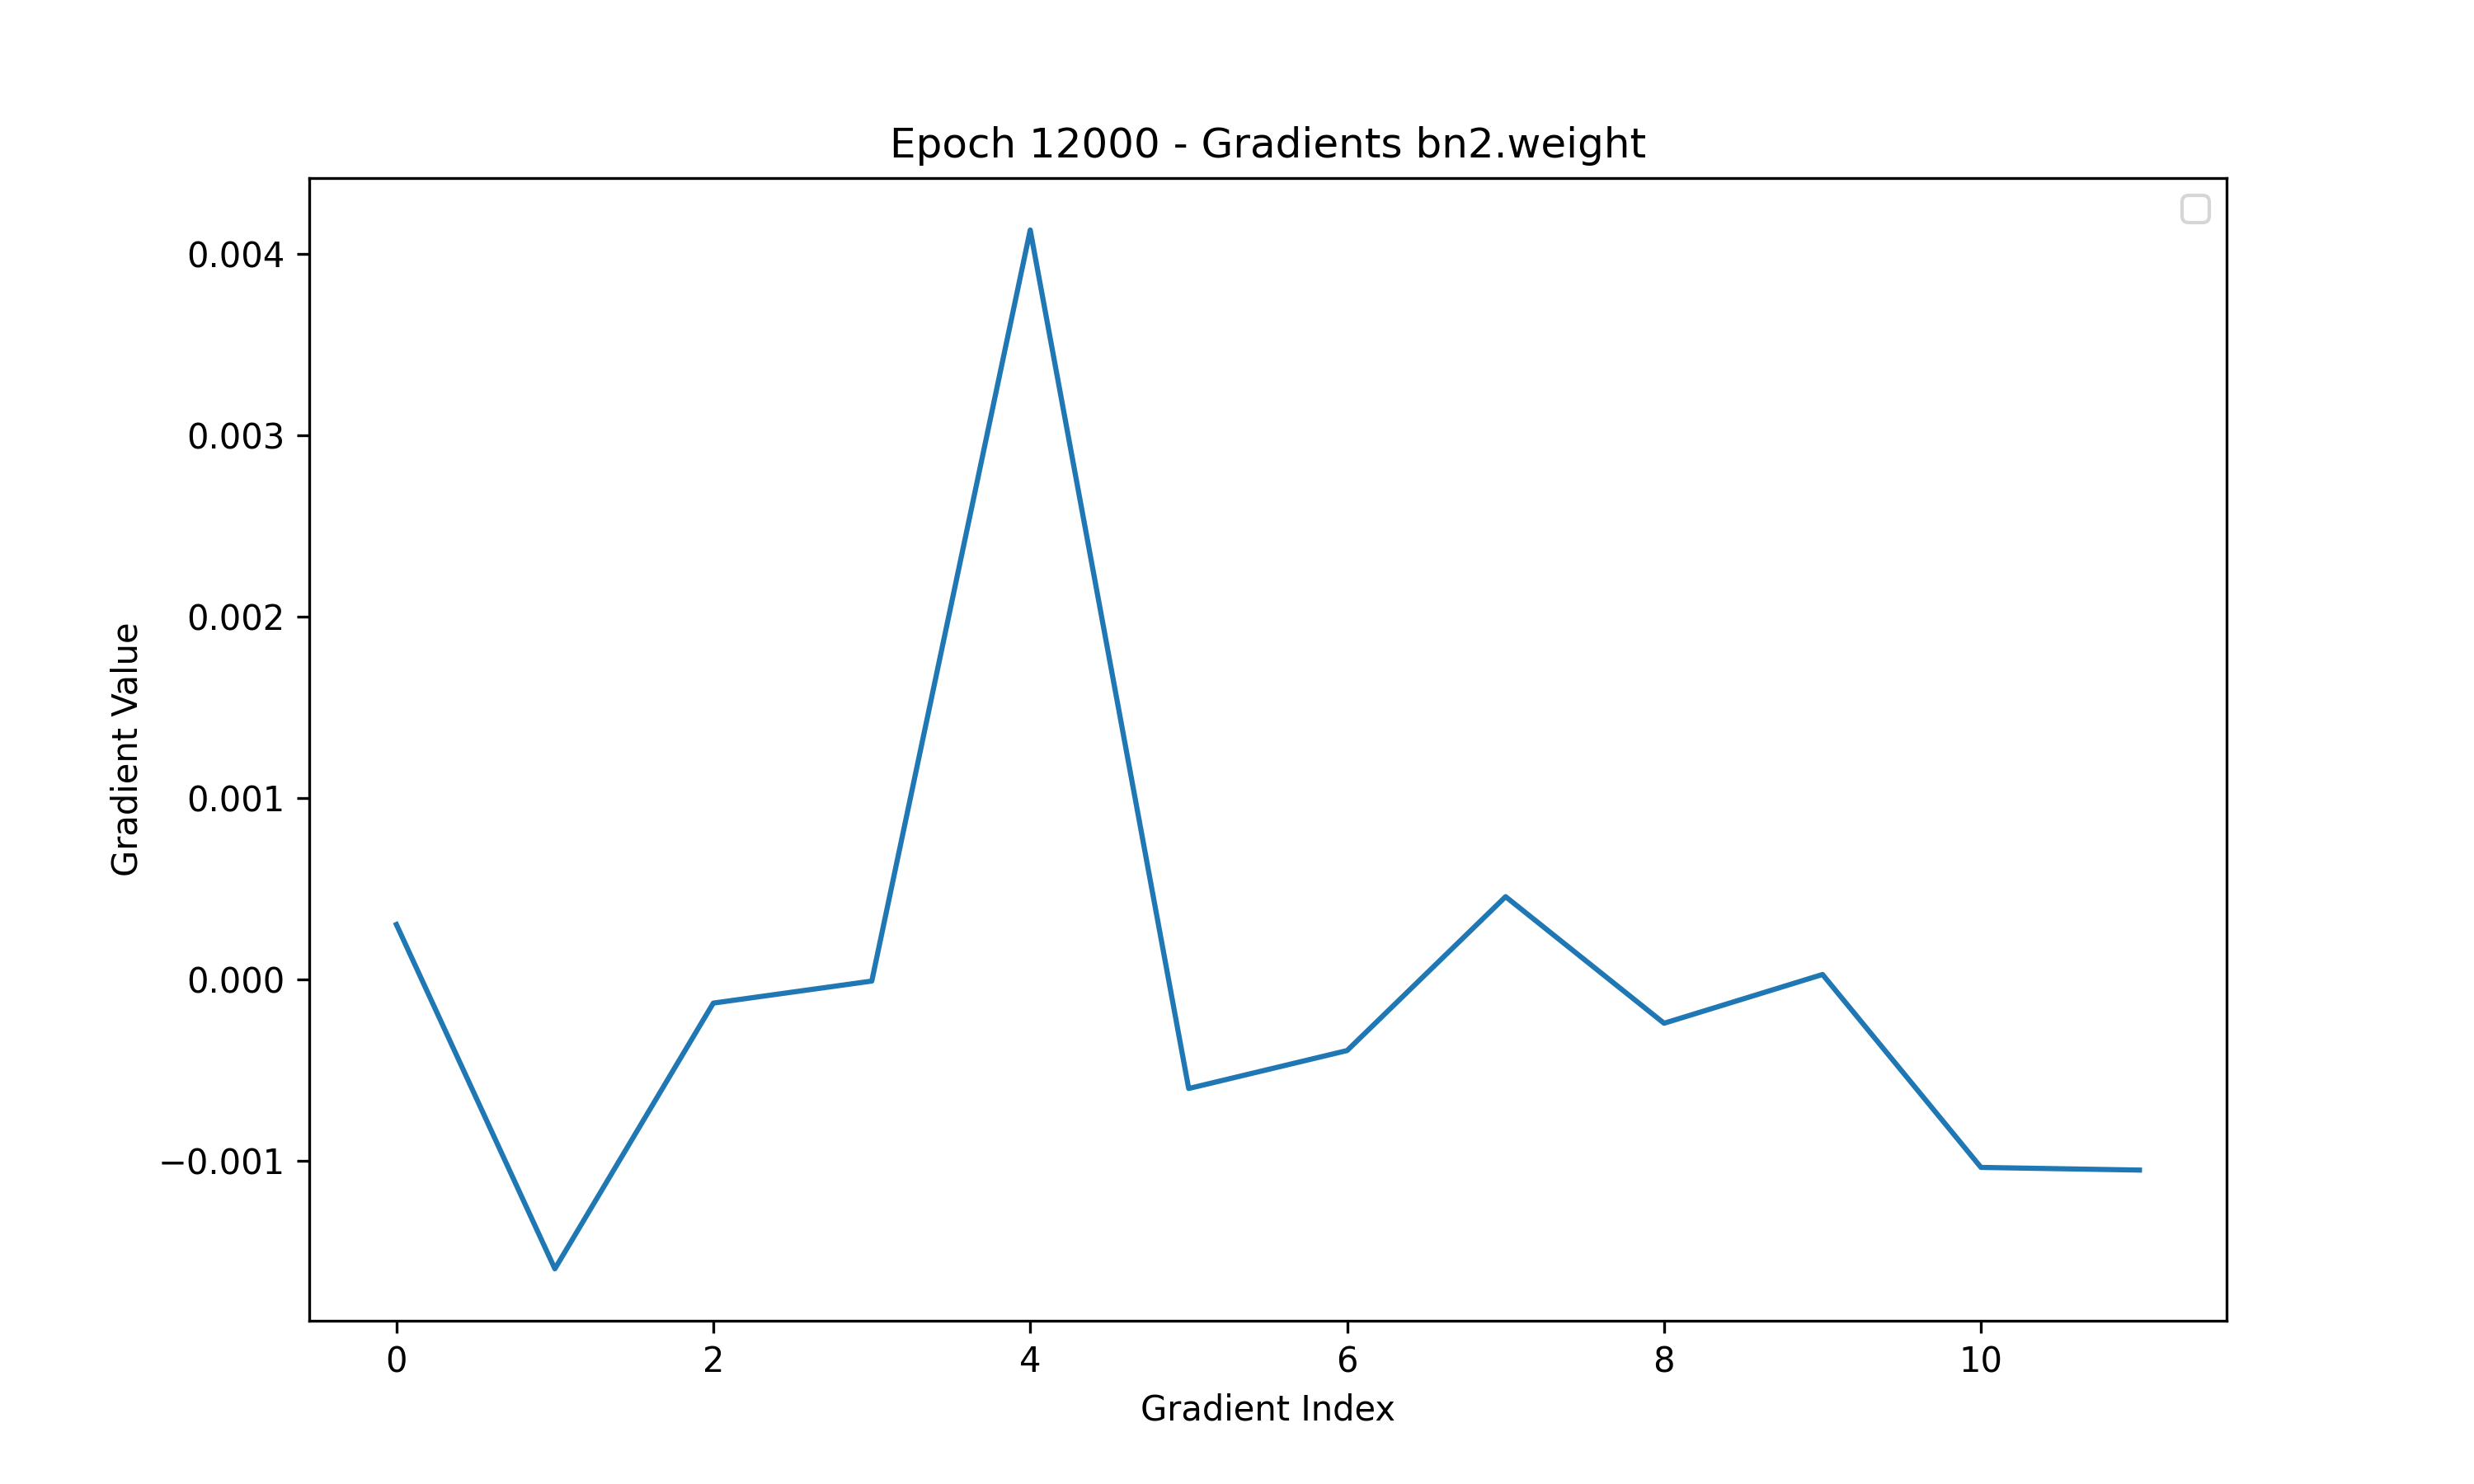 Epoch 12000 - Gradients bn2.weight
0.004
0.003
0.002
0.001
0.000
−0.001
Gradient Value
0 2 4 6 8 10
Gradient Index